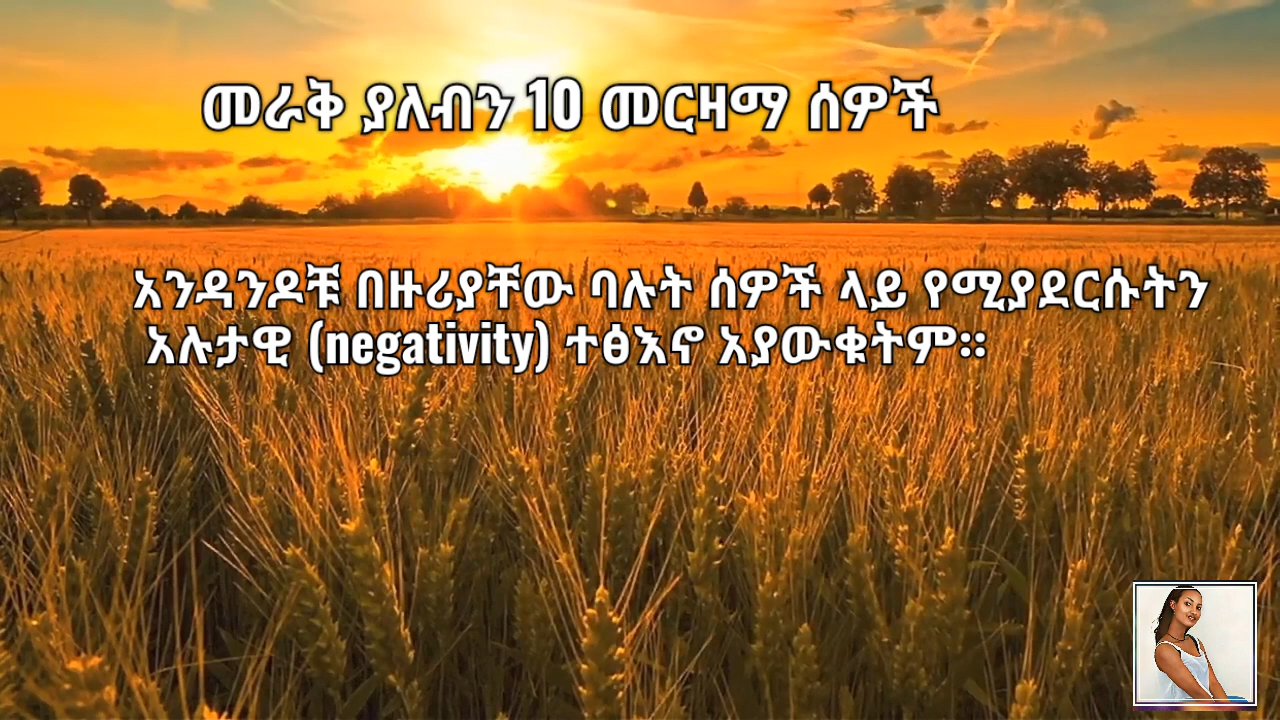 መራቅ ያለብን 10 መርዛማ ሰዎች
አንዳንዶቹ በዙሪያቸው ባሉት ሰዎች ላይ የሚያደርሱትን
አሉታዊ (negativity) ተፅእኖ አያውቁትም።